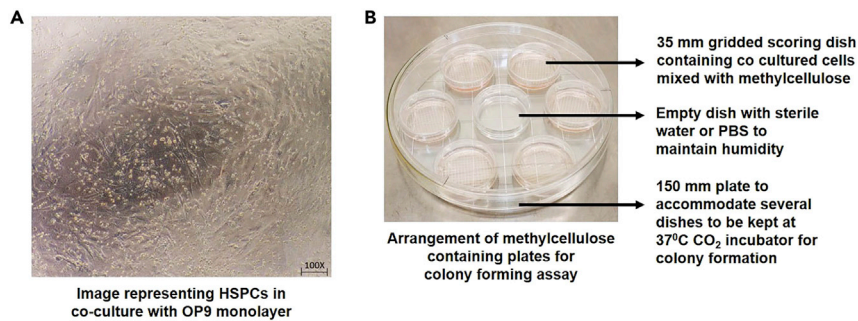 A
100X
Image representing HSPCs in
co-culture with OP9 monolayer
B
Arrangement of methylcellulose
containing plates for
colony forming assay
35 mm gridded scoring dish
containing co cultured cells
mixed with methylcellulose
Empty dish with sterile
water or PBS to
maintain humidity
150 mm plate to
accommodate several
dishes to be kept at
37⁰C CO₂ incubator for
colony formation